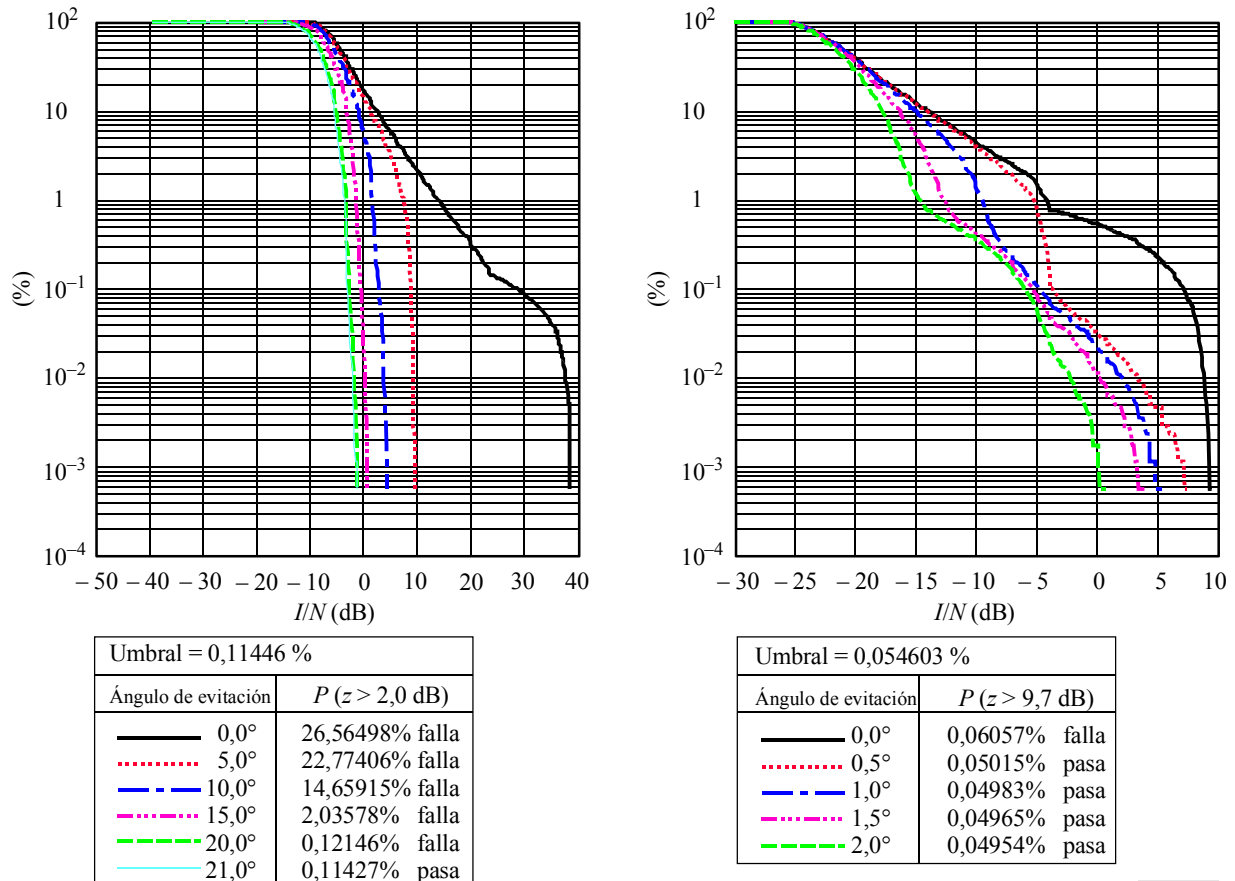 10²
10
1
10⁻¹
10⁻²
10⁻³
10⁻⁴
(%)
−50 −40 −30 −20 −10 0 10 20 30 40
I/N (dB)
Umbral = 0,11446 %
Ángulo de evitación P (z > 2,0 dB)
0,0° 26,56498% falla
5,0° 22,77406% falla
10,0° 14,65915% falla
15,0° 2,03578% falla
20,0° 0,12146% falla
21,0° 0,11427% pasa
10²
10
1
10⁻¹
10⁻²
10⁻³
10⁻⁴
(%)
−30 −25 −20 −15 −10 −5 0 5 10
I/N (dB)
Umbral = 0,054603 %
Ángulo de evitación P (z > 9,7 dB)
0,0° 0,06057% falla
0,5° 0,05015% pasa
1,0° 0,04983% pasa
1,5° 0,04965% pasa
2,0° 0,04954% pasa